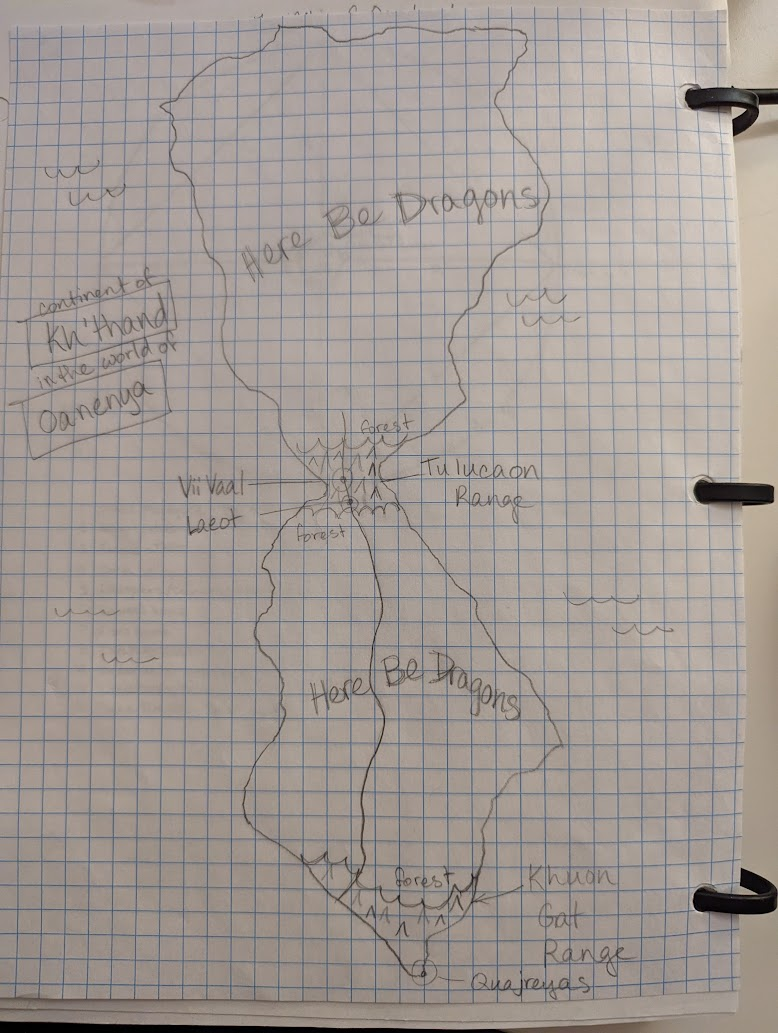 Here Be Dragons
continent of
Kh'thand
in the world of
Oanenya
forest
Vii Vaal
Tulucaon
Range
Laeot
forest
Here Be Dragons
forest
Khuon
Gat
Range
Quajreyas